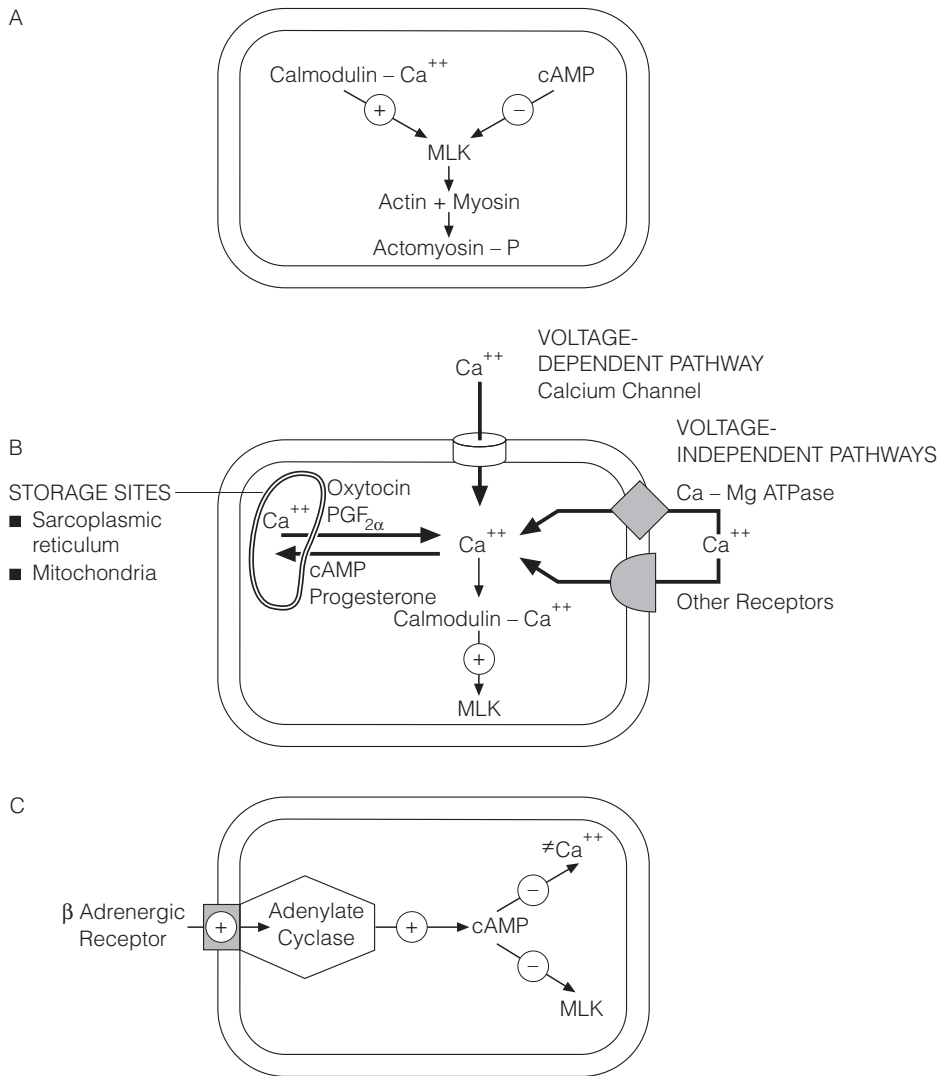 A
Calmodulin – Ca++
cAMP
+
−
MLK
Actin + Myosin
Actomyosin – P
B
Ca++
VOLTAGE-
DEPENDENT PATHWAY
Calcium Channel
VOLTAGE-
INDEPENDENT PATHWAYS
STORAGE SITES
■ Sarcoplasmic
reticulum
■ Mitochondria
Ca++
Oxytocin
PGF2α
cAMP
Progesterone
Ca++
Ca – Mg ATPase
Ca++
Other Receptors
Calmodulin – Ca++
+
MLK
C
β Adrenergic
Receptor
+
Adenylate
Cyclase
+
cAMP
−
≠Ca++
−
MLK